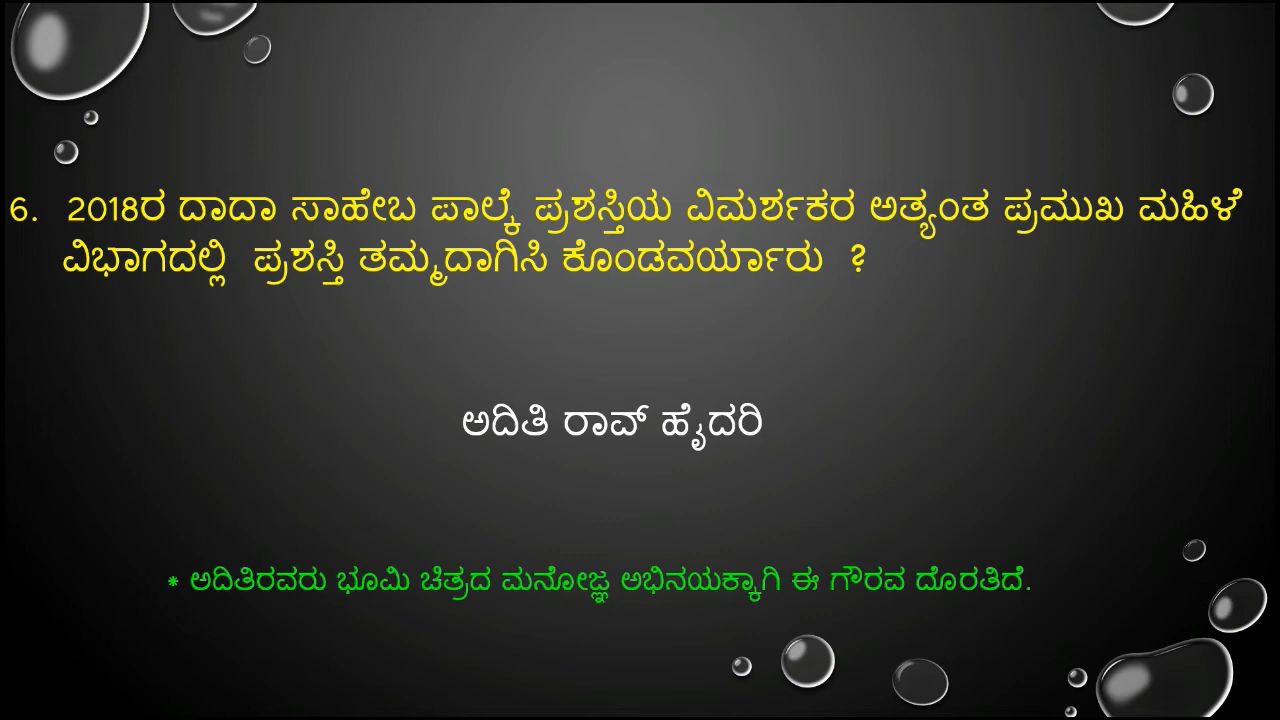 6. 2018ರ ದಾದಾ ಸಾಹೇಬ ಪಾಲ್ಕೆ ಪ್ರಶಸ್ತಿಯ ವಿಮರ್ಶಕರ ಅತ್ಯಂತ ಪ್ರಮುಖ ಮಹಿಳೆ
ವಿಭಾಗದಲ್ಲಿ ಪ್ರಶಸ್ತಿ ತಮ್ಮದಾಗಿಸಿ ಕೊಂಡವರ್ಯಾರು ?
ಅದಿತಿ ರಾವ್ ಹೈದರಿ
* ಅದಿತಿರವರು ಭೂಮಿ ಚಿತ್ರದ ಮನೋಜ್ಞ ಅಭಿನಯಕ್ಕಾಗಿ ಈ ಗೌರವ ದೊರತಿದೆ.